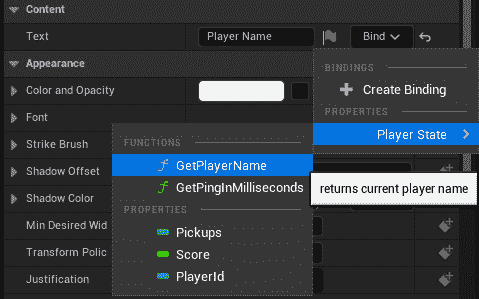 Content
Text
Player Name
Bind
BINDINGS
Create Binding
PROPERTIES
Player State
Appearance
Color and Opacity
Font
Strike Brush
Shadow Offset
Shadow Color
Min Desired Wid
Transform Polic
Justification
FUNCTIONS
GetPlayerName
GetPingInMilliseconds
PROPERTIES
Pickups
Score
PlayerId
returns current player name